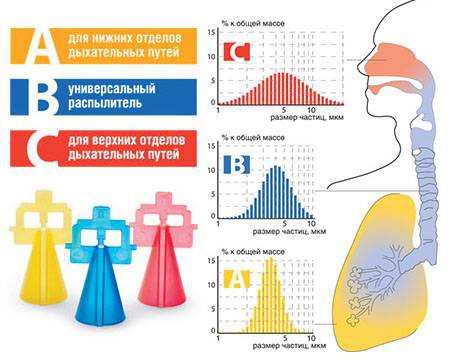 A
для нижних отделов
дыхательных путей
B
универсальный
распылитель
C
для верхних отделов
дыхательных путей
% к общей массе
15
10
5
0
C
1
5
10
размер частиц, мкм
% к общей массе
15
10
5
0
B
1
5
10
размер частиц, мкм
% к общей массе
15
10
5
0
A
1
5
10
размер частиц, мкм